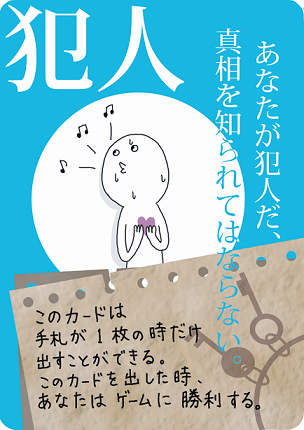 犯人
あなたが犯人だ、
真相を知られてはならない。
このカードは
手札が1枚の時だけ
出すことができる。
このカードを出した時、
あなたはゲームに勝利する。